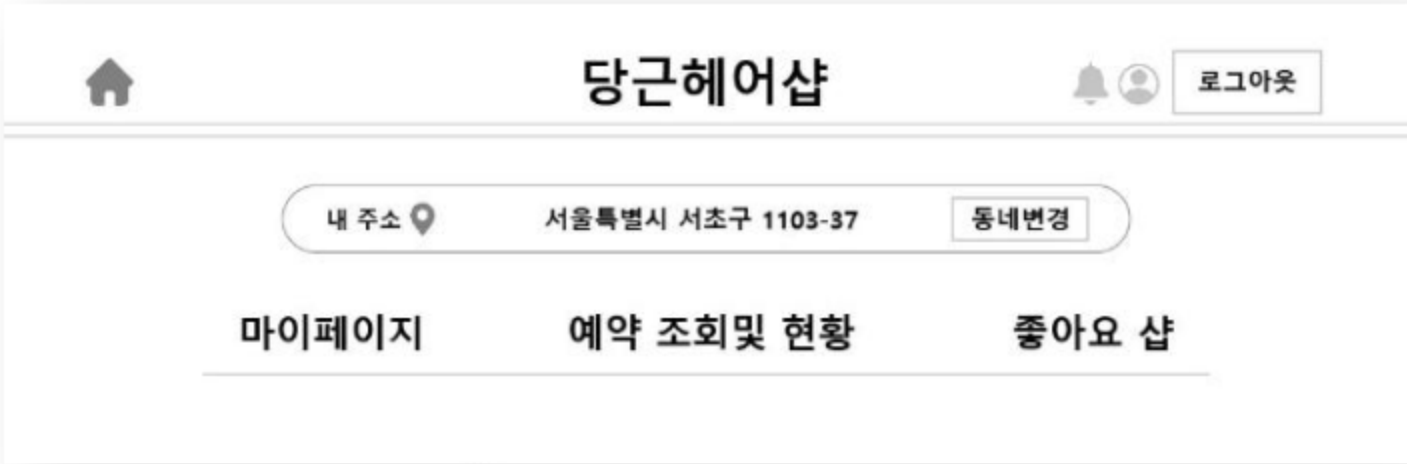 당근헤어샵
로그아웃
내 주소
서울특별시 서초구 1103-37
동네변경
마이페이지
예약 조회및 현황
좋아요 샵